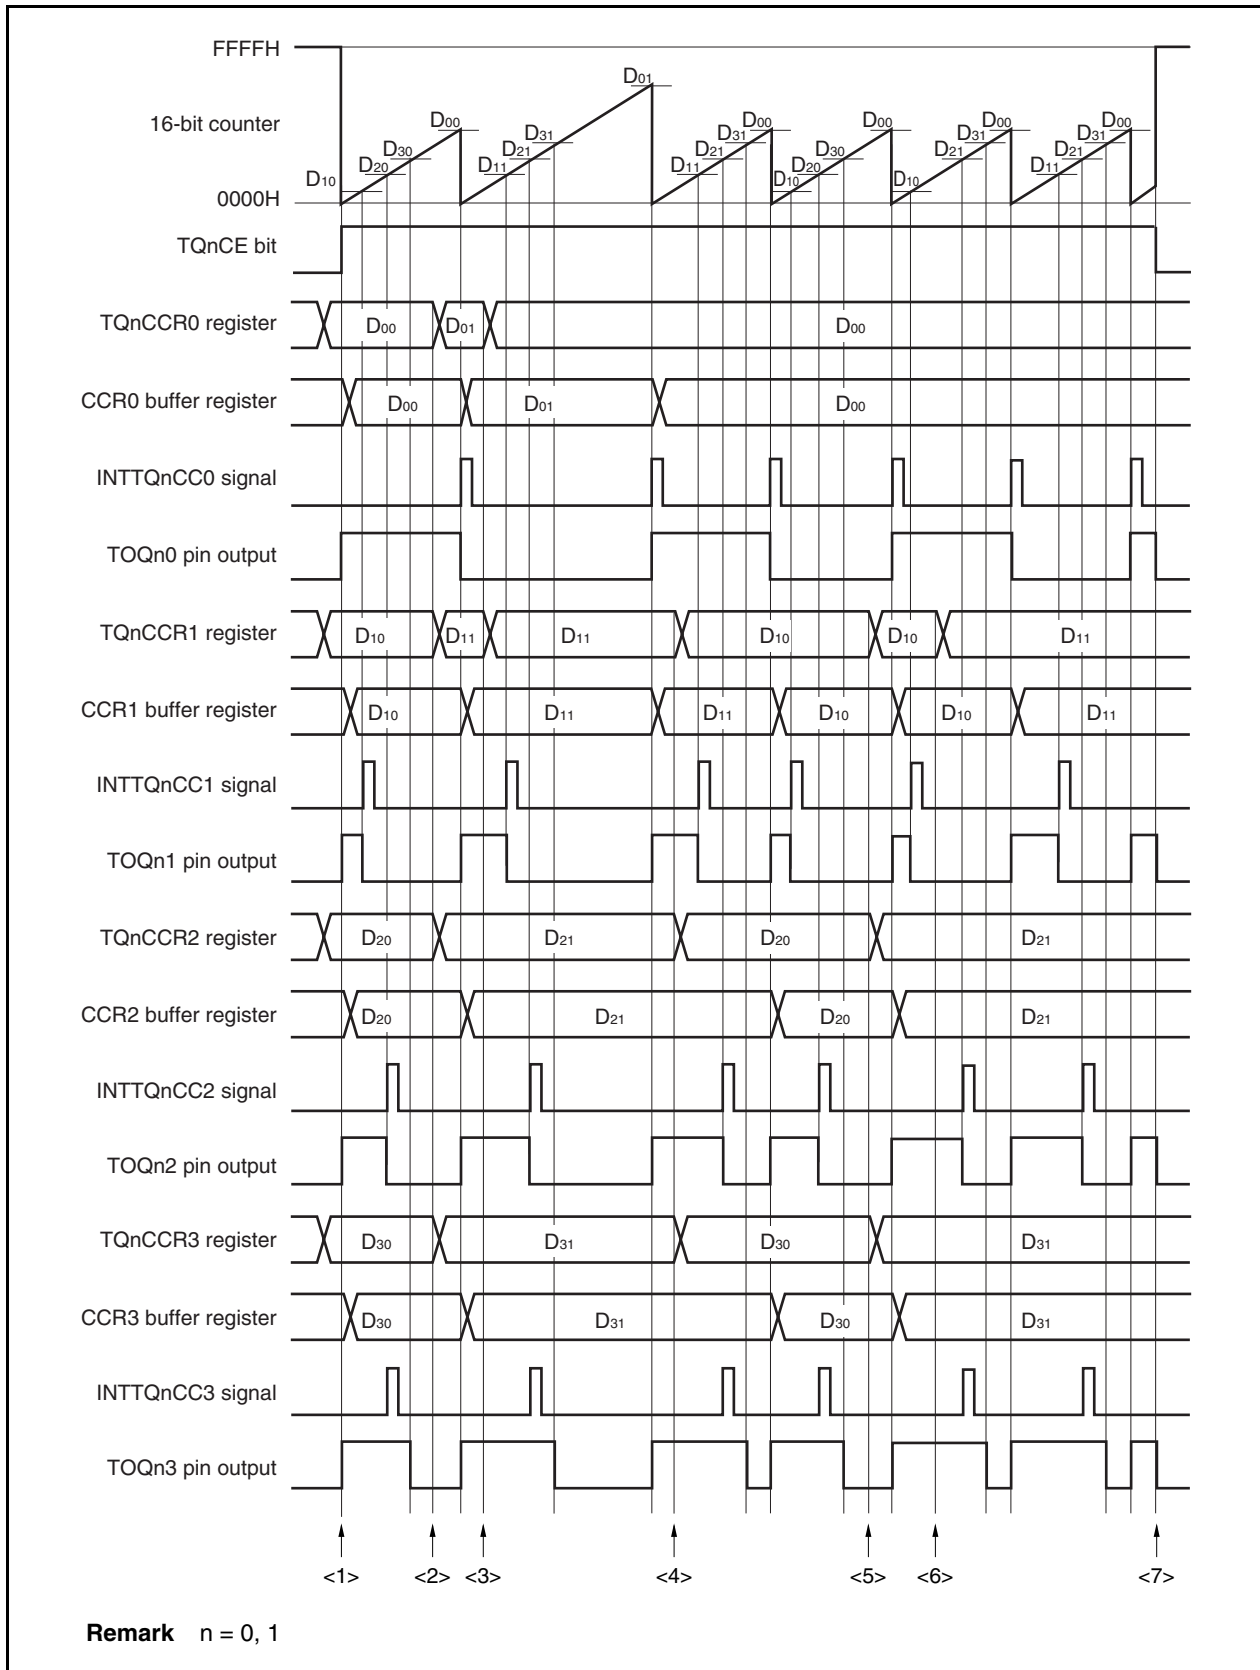 FFFFH
D01
16-bit counter
D00 D31 D00 D00 D00 D00
D30 D21 D31 D30 D31 D31
D20 D11 D21 D20 D21 D21
D10 D11 D10 D10 D11
0000H
TQnCE bit
TQnCCR0 register D00 D01 D00
CCR0 buffer register D00 D01 D00
INTTQnCC0 signal
TOQn0 pin output
TQnCCR1 register D10 D11 D11 D10 D10 D11
CCR1 buffer register D10 D11 D11 D10 D10 D11
INTTQnCC1 signal
TOQn1 pin output
TQnCCR2 register D20 D21 D20 D21
CCR2 buffer register D20 D21 D20 D21
INTTQnCC2 signal
TOQn2 pin output
TQnCCR3 register D30 D31 D30 D31
CCR3 buffer register D30 D31 D30 D31
INTTQnCC3 signal
TOQn3 pin output
<1> <2> <3> <4> <5> <6> <7>
Remark n = 0, 1